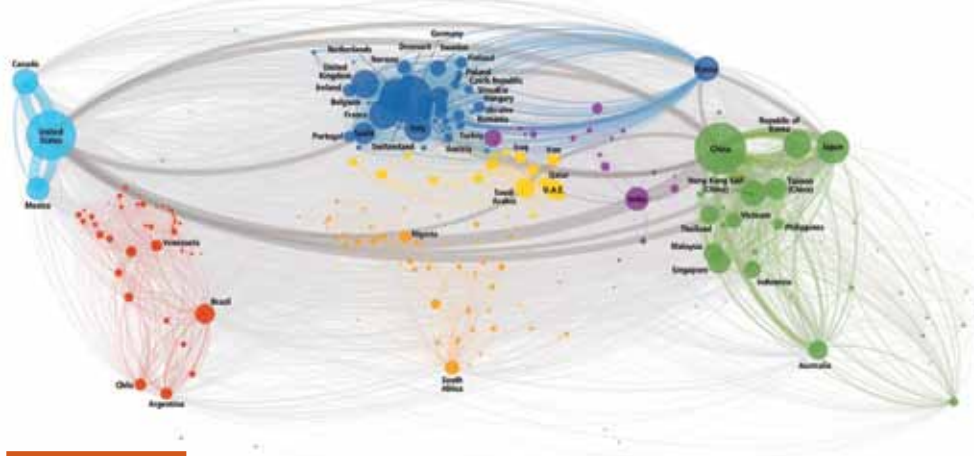 Canada
United
States
Mexico
Venezuela
Brazil
Chile
Argentina
Germany
Netherlands
Denmark
Sweden
Norway
Finland
United
Kingdom
Poland
Czech Republic
Ireland
Slovakia
Belgium
Hungary
France
Ukraine
Romania
Portugal
Spain
Italy
Turkey
Switzerland
Austria
Iraq
Iran
Qatar
Saudi
Arabia
U.A.E.
Nigeria
South
Africa
Russia
India
China
Republic of
Korea
Japan
Hong Kong SAR
(China)
Taiwan
(China)
Vietnam
Thailand
Philippines
Malaysia
Singapore
Indonesia
Australia